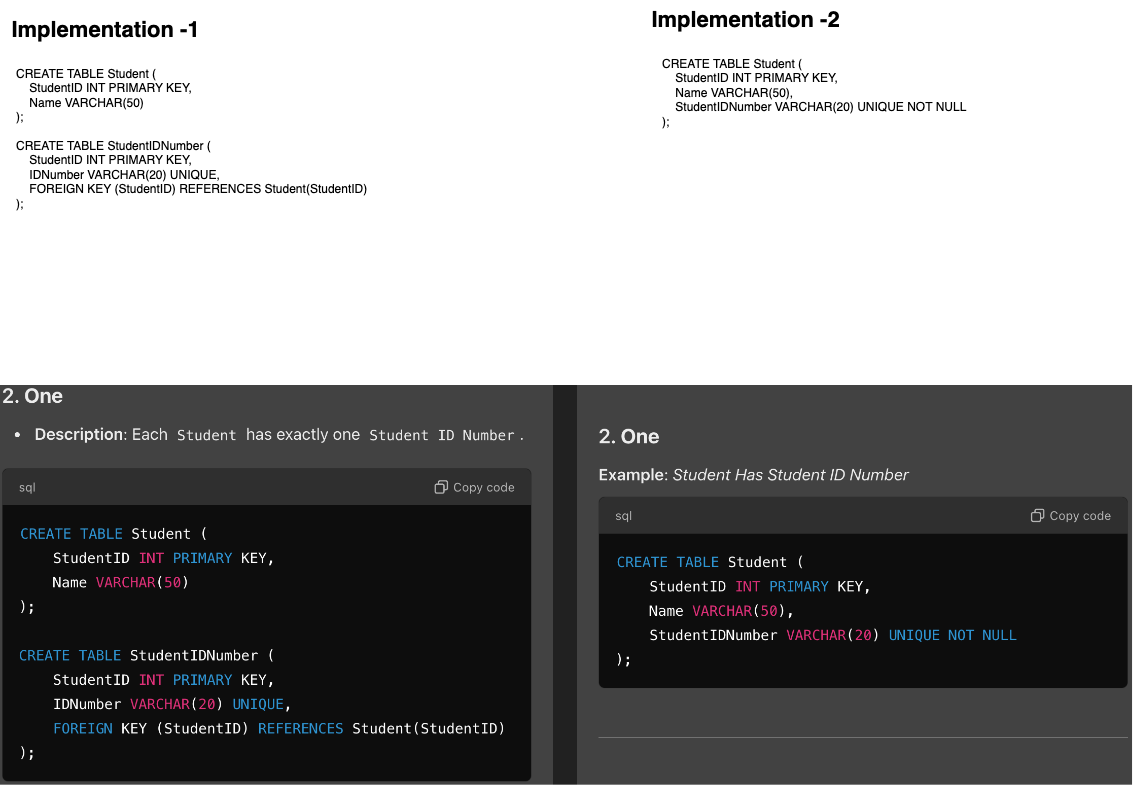 Implementation -1
CREATE TABLE Student (
StudentID INT PRIMARY KEY,
Name VARCHAR(50)
);
CREATE TABLE StudentIDNumber (
StudentID INT PRIMARY KEY,
IDNumber VARCHAR(20) UNIQUE,
FOREIGN KEY (StudentID) REFERENCES Student(StudentID)
);
Implementation -2
CREATE TABLE Student (
StudentID INT PRIMARY KEY,
Name VARCHAR(50),
StudentIDNumber VARCHAR(20) UNIQUE NOT NULL
);
2. One
• Description: Each Student has exactly one Student ID Number.
sql
Copy code
CREATE TABLE Student (
StudentID INT PRIMARY KEY,
Name VARCHAR(50)
);
CREATE TABLE StudentIDNumber (
StudentID INT PRIMARY KEY,
IDNumber VARCHAR(20) UNIQUE,
FOREIGN KEY (StudentID) REFERENCES Student(StudentID)
);
2. One
Example: Student Has Student ID Number
sql
Copy code
CREATE TABLE Student (
StudentID INT PRIMARY KEY,
Name VARCHAR(50),
StudentIDNumber VARCHAR(20) UNIQUE NOT NULL
);